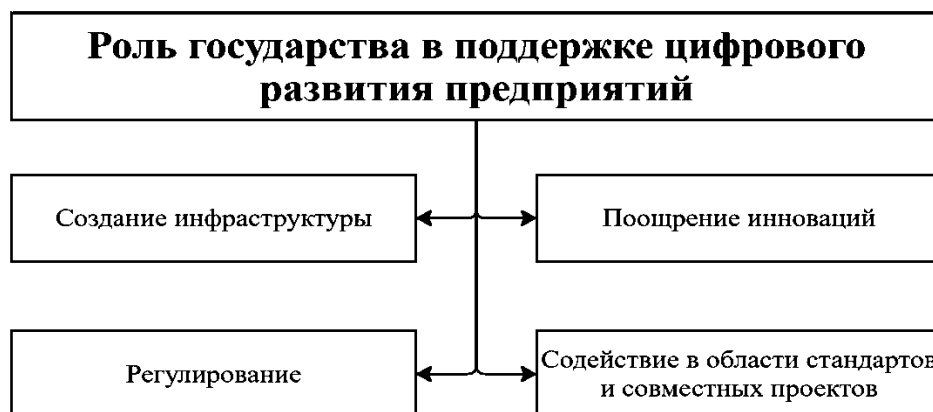 Роль государства в поддержке цифрового
развития предприятий
Создание инфраструктуры
Поощрение инноваций
Регулирование
Содействие в области стандартов
и совместных проектов